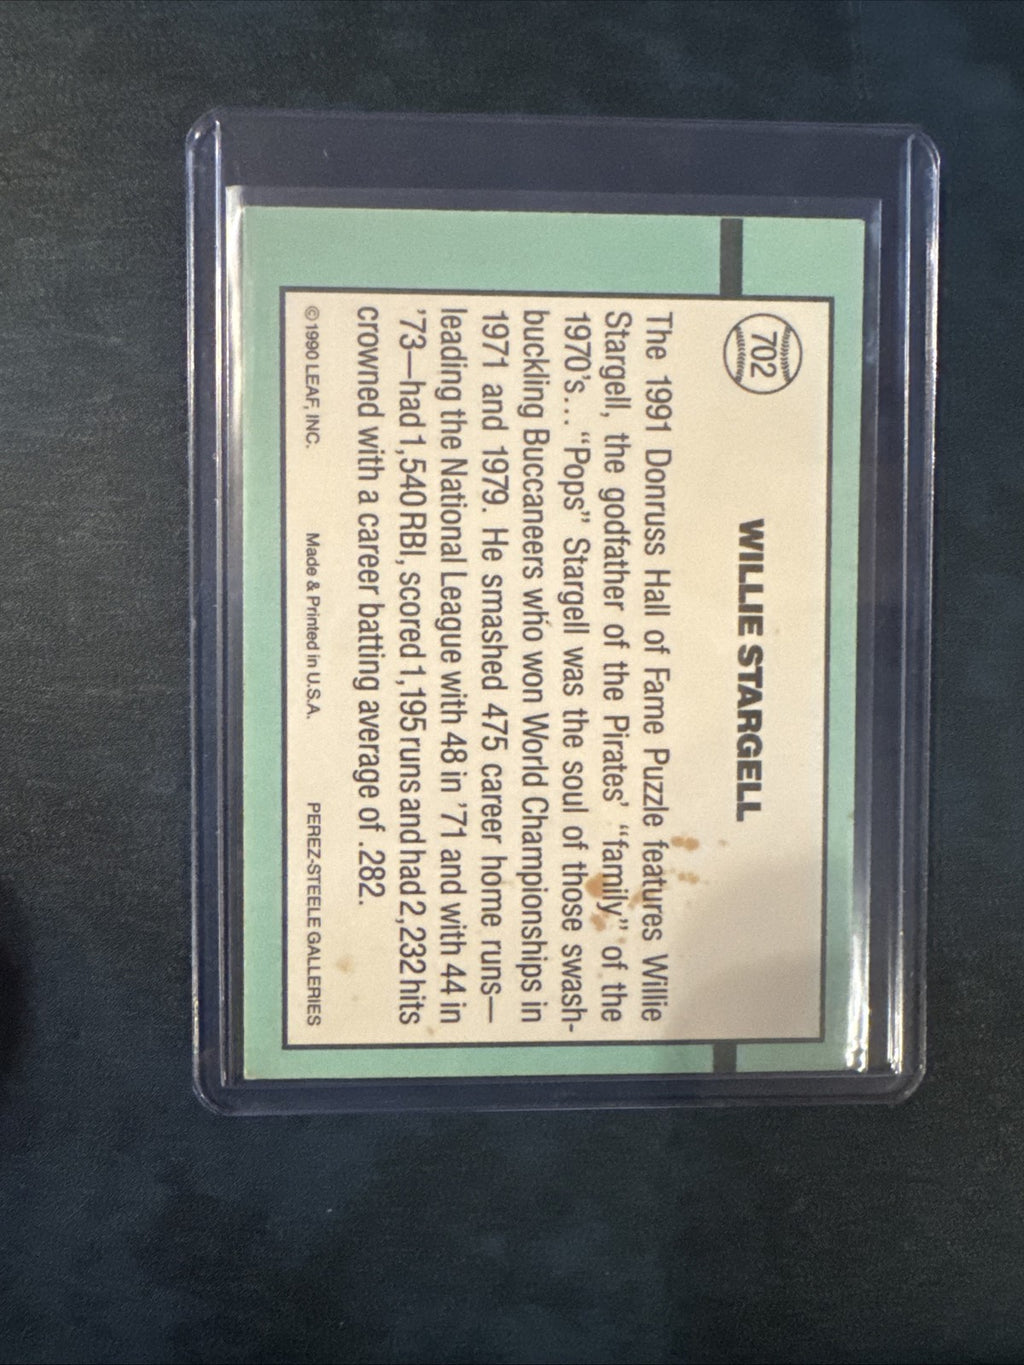 702
WILLIE STARGELL
The 1991 Donruss Hall of Fame Puzzle features Willie
Stargell, the godfather of the Pirates' “family” of the
1970's... “Pops” Stargell was the soul of those swash-
buckling Buccaneers who won World Championships in
1971 and 1979. He smashed 475 career home runs—
leading the National League with 48 in '71 and with 44 in
'73—had 1,540 RBI, scored 1,195 runs and had 2,232 hits
crowned with a career batting average of .282.
©1990 LEAF, INC. Made & Printed in U.S.A. PEREZ-STEELE GALLERIES